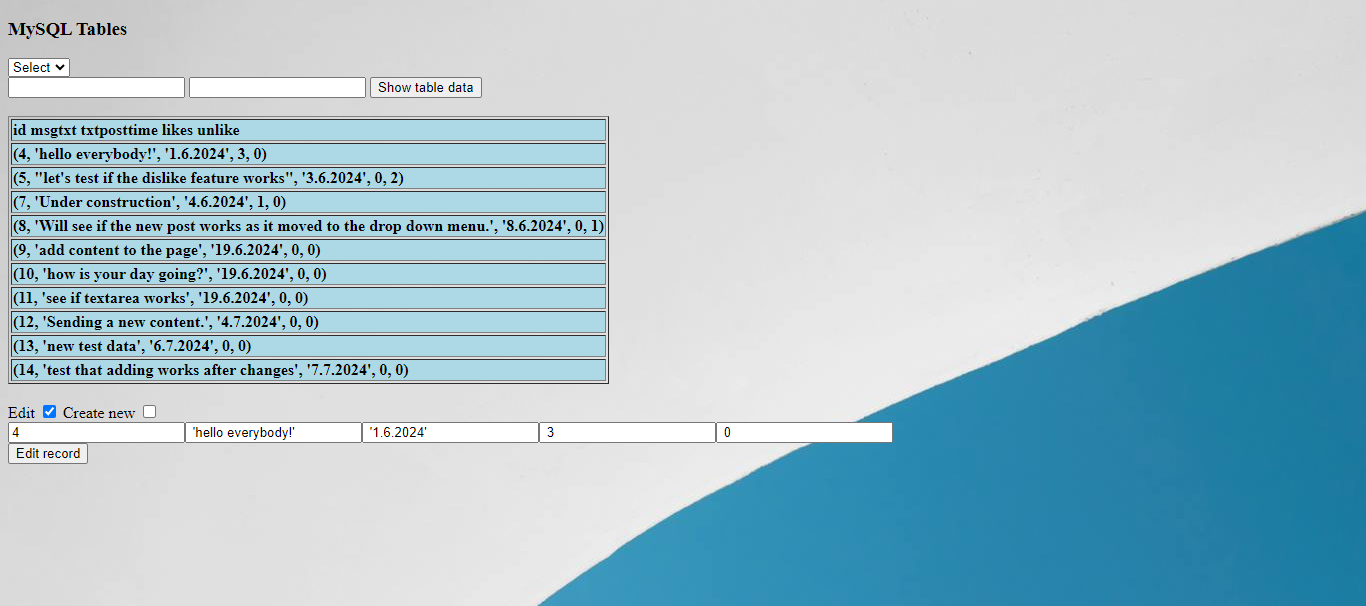 MySQL Tables
Select
Show table data
id msgtxt txtposttime likes unlike
(4, 'hello everybody!', '1.6.2024', 3, 0)
(5, "let's test if the dislike feature works", '3.6.2024', 0, 2)
(7, 'Under construction', '4.6.2024', 1, 0)
(8, 'Will see if the new post works as it moved to the drop down menu.', '8.6.2024', 0, 1)
(9, 'add content to the page', '19.6.2024', 0, 0)
(10, 'how is your day going?', '19.6.2024', 0, 0)
(11, 'see if textarea works', '19.6.2024', 0, 0)
(12, 'Sending a new content.', '4.7.2024', 0, 0)
(13, 'new test data', '6.7.2024', 0, 0)
(14, 'test that adding works after changes', '7.7.2024', 0, 0)
Edit Create new
4 'hello everybody!' '1.6.2024' 3 0
Edit record